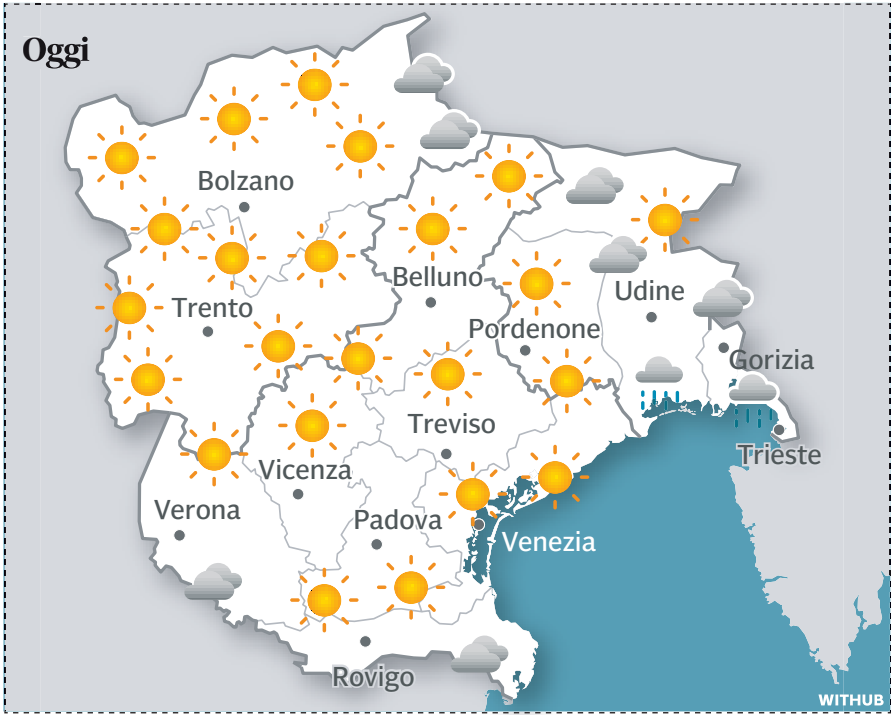 Oggi
Bolzano
Belluno
Trento
Udine
Pordenone
Gorizia
Treviso
Trieste
Vicenza
Verona
Padova
Venezia
Rovigo
WITHUB